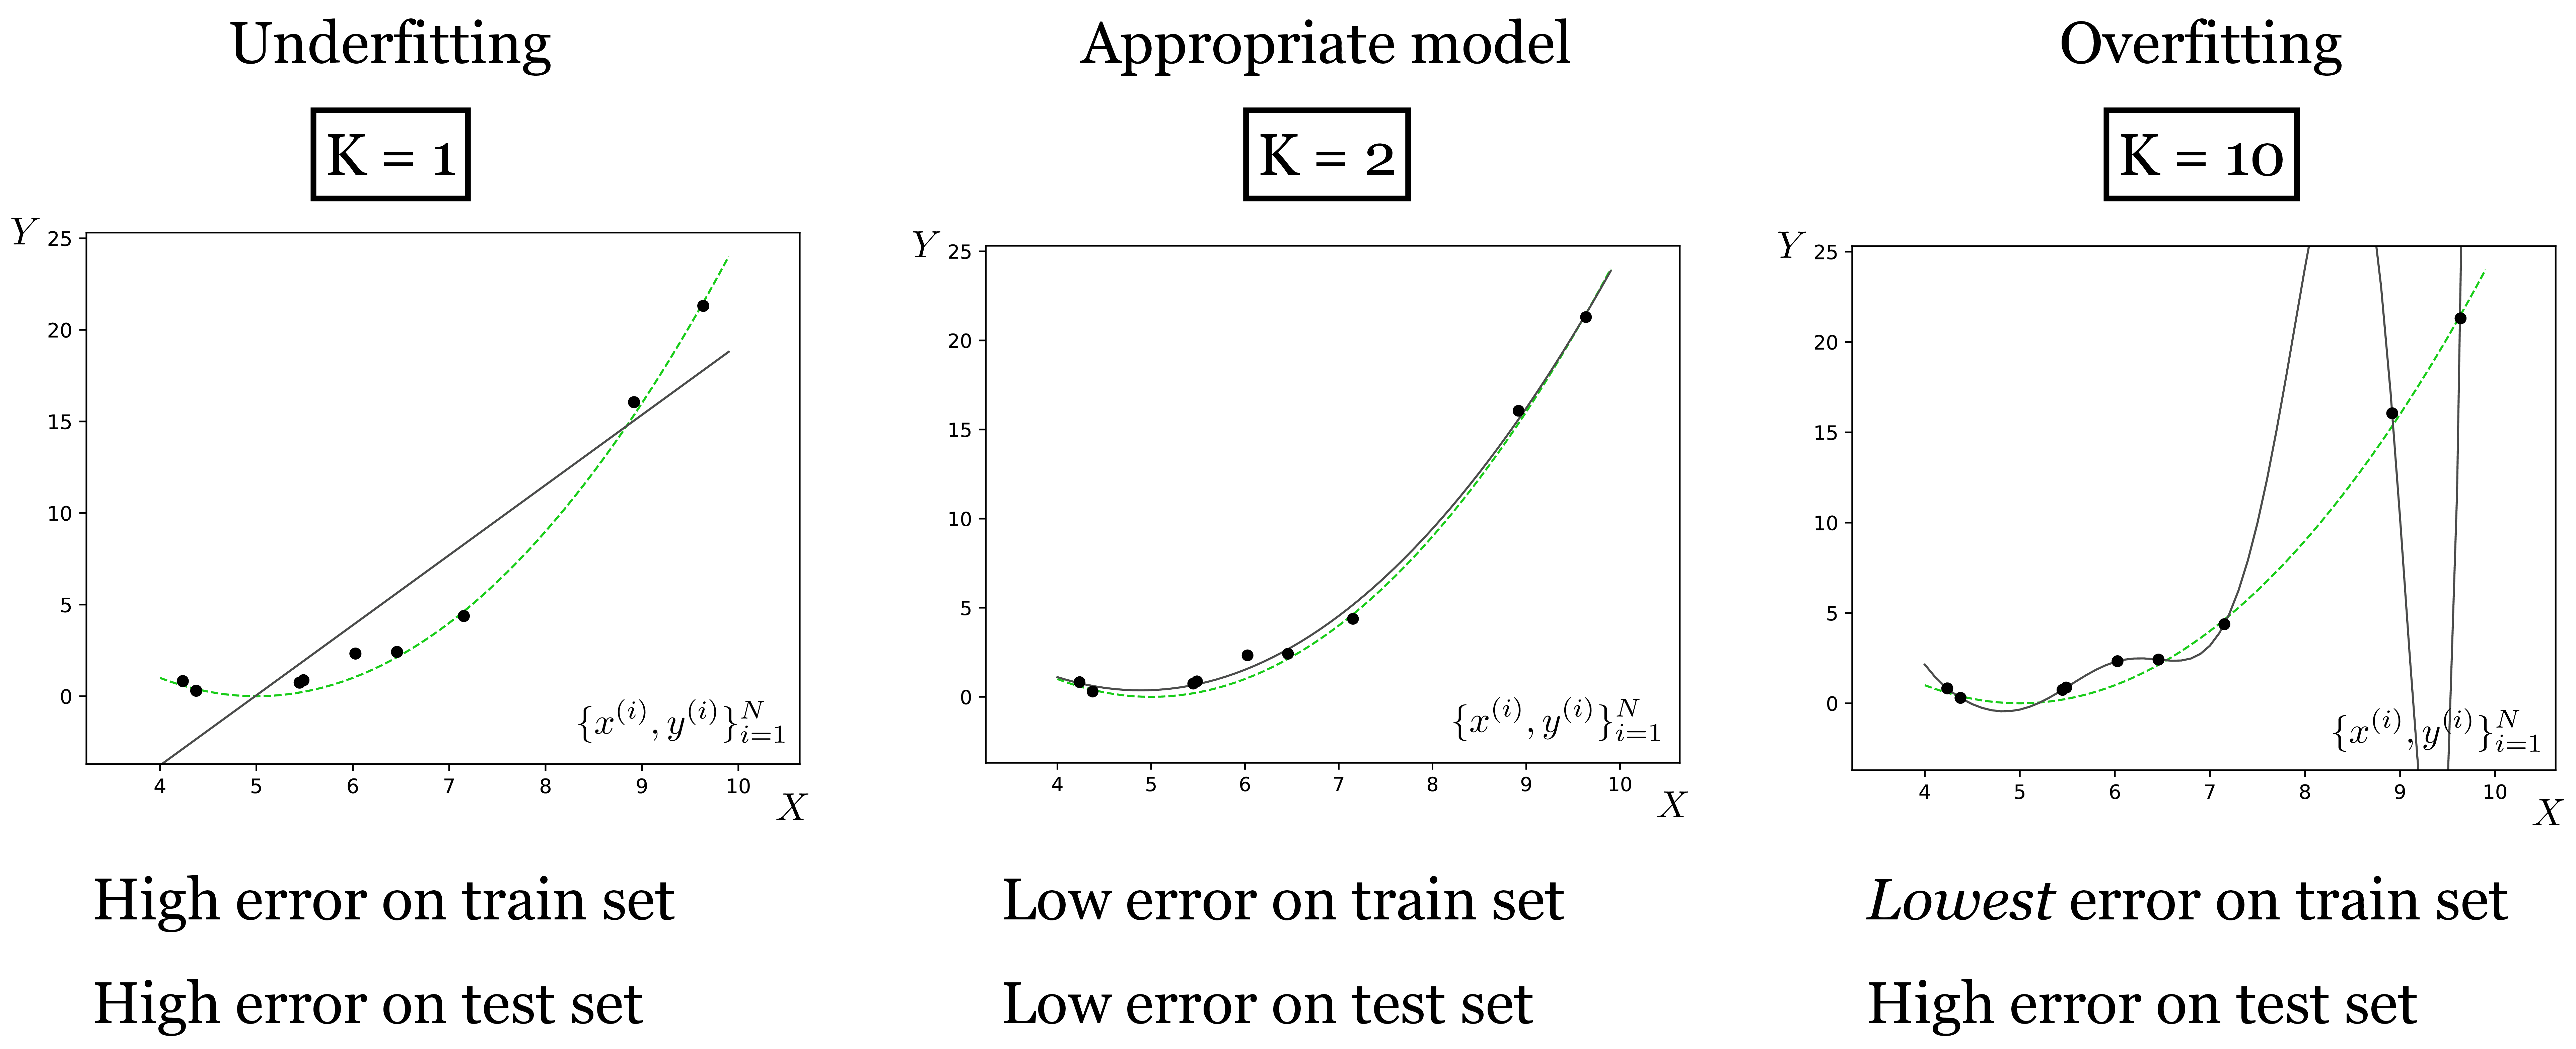 Underfitting
K = 1
Y
25
20
15
10
5
0
{x^(i), y^(i)}_{i=1}^N
4 5 6 7 8 9 10
X
High error on train set
High error on test set
Appropriate model
K = 2
Y
25
20
15
10
5
0
{x^(i), y^(i)}_{i=1}^N
4 5 6 7 8 9 10
X
Low error on train set
Low error on test set
Overfitting
K = 10
Y
25
20
15
10
5
0
{x^(i), y^(i)}_{i=1}^N
4 5 6 7 8 9 10
X
Lowest error on train set
High error on test set